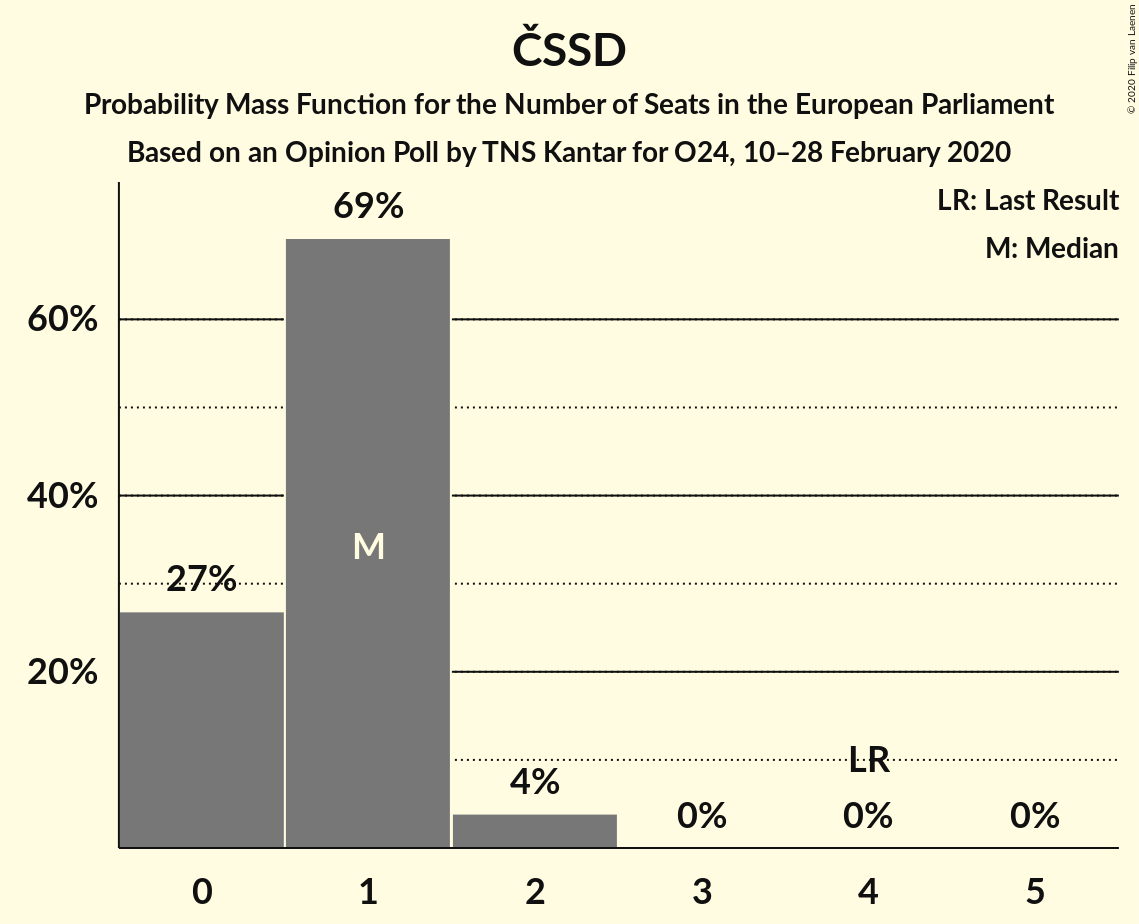 ČSSD
Probability Mass Function for the Number of Seats in the European Parliament
Based on an Opinion Poll by TNS Kantar for O24, 10–28 February 2020
© 2020 Filip van Laenen
LR: Last Result
M: Median
69%
60%
40%
M
27%
20%
LR
4%
0%
0%
0%
0 1 2 3 4 5